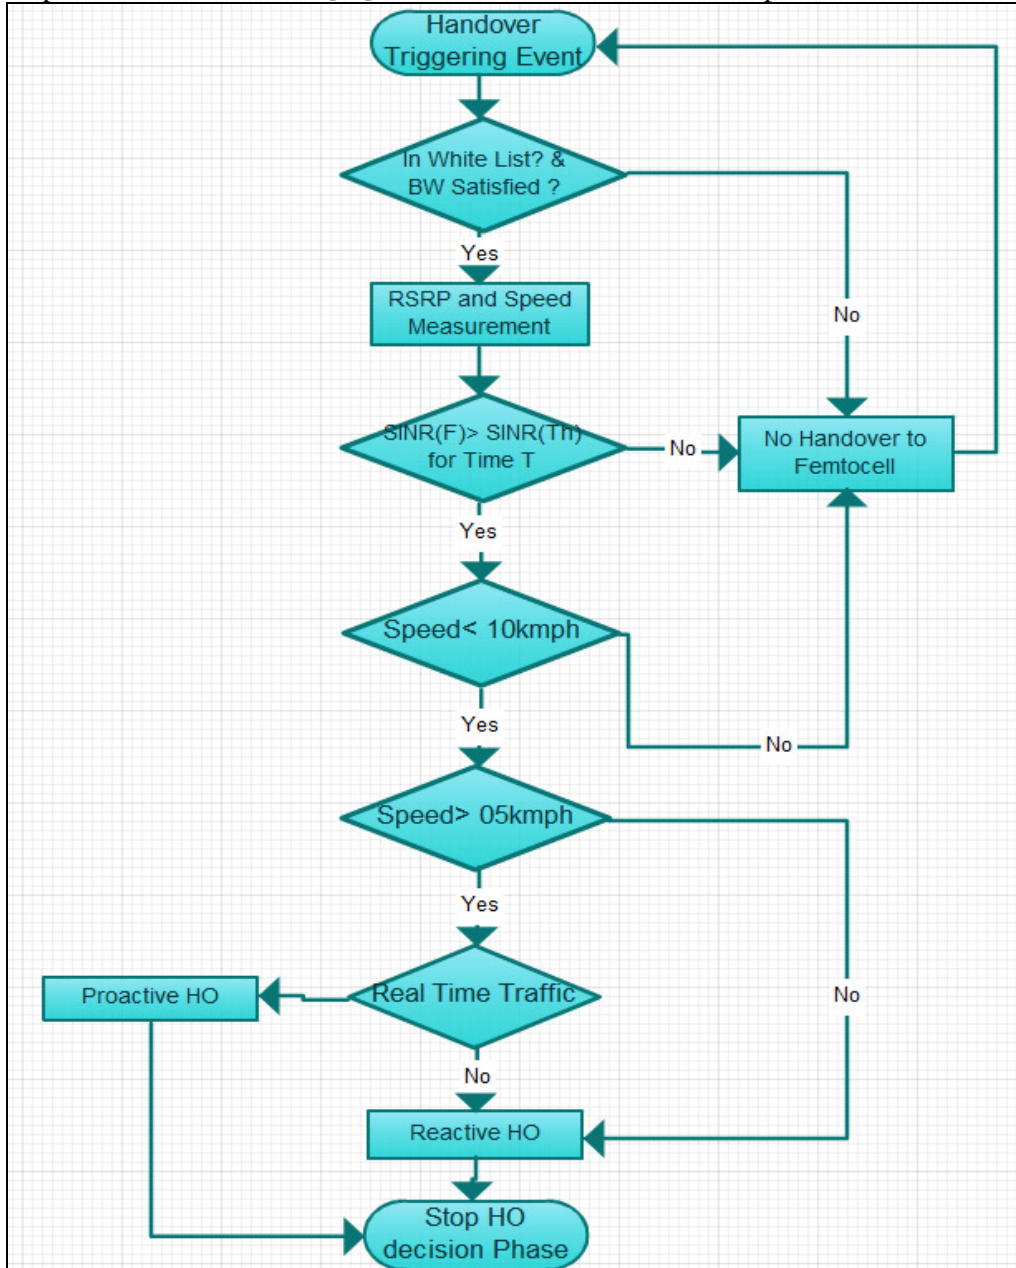 Handover
Triggering Event
In White List? &
BW Satisfied ?
Yes
RSRP and Speed
Measurement
No
SINR(F)> SINR(Th)
for Time T
No
No Handover to
Femtocell
Yes
Speed< 10kmph
Yes
No
Speed> 05kmph
Yes
Real Time Traffic
Proactive HO
No
No
Reactive HO
Stop HO
decision Phase